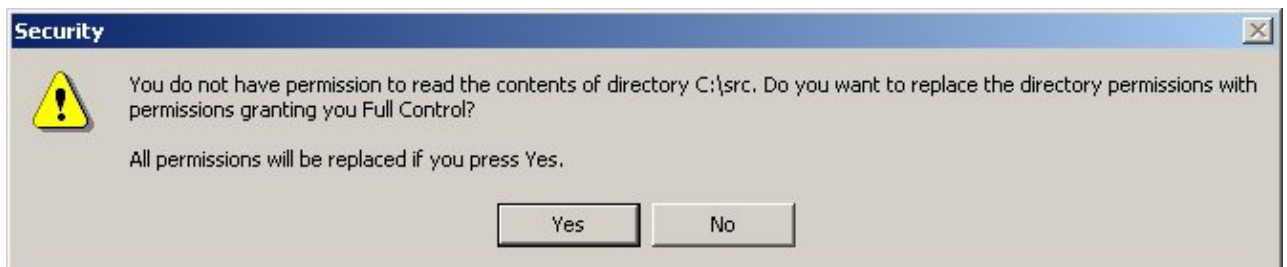 Security
You do not have permission to read the contents of directory C:\src. Do you want to replace the directory permissions with
permissions granting you Full Control?
All permissions will be replaced if you press Yes.
Yes No